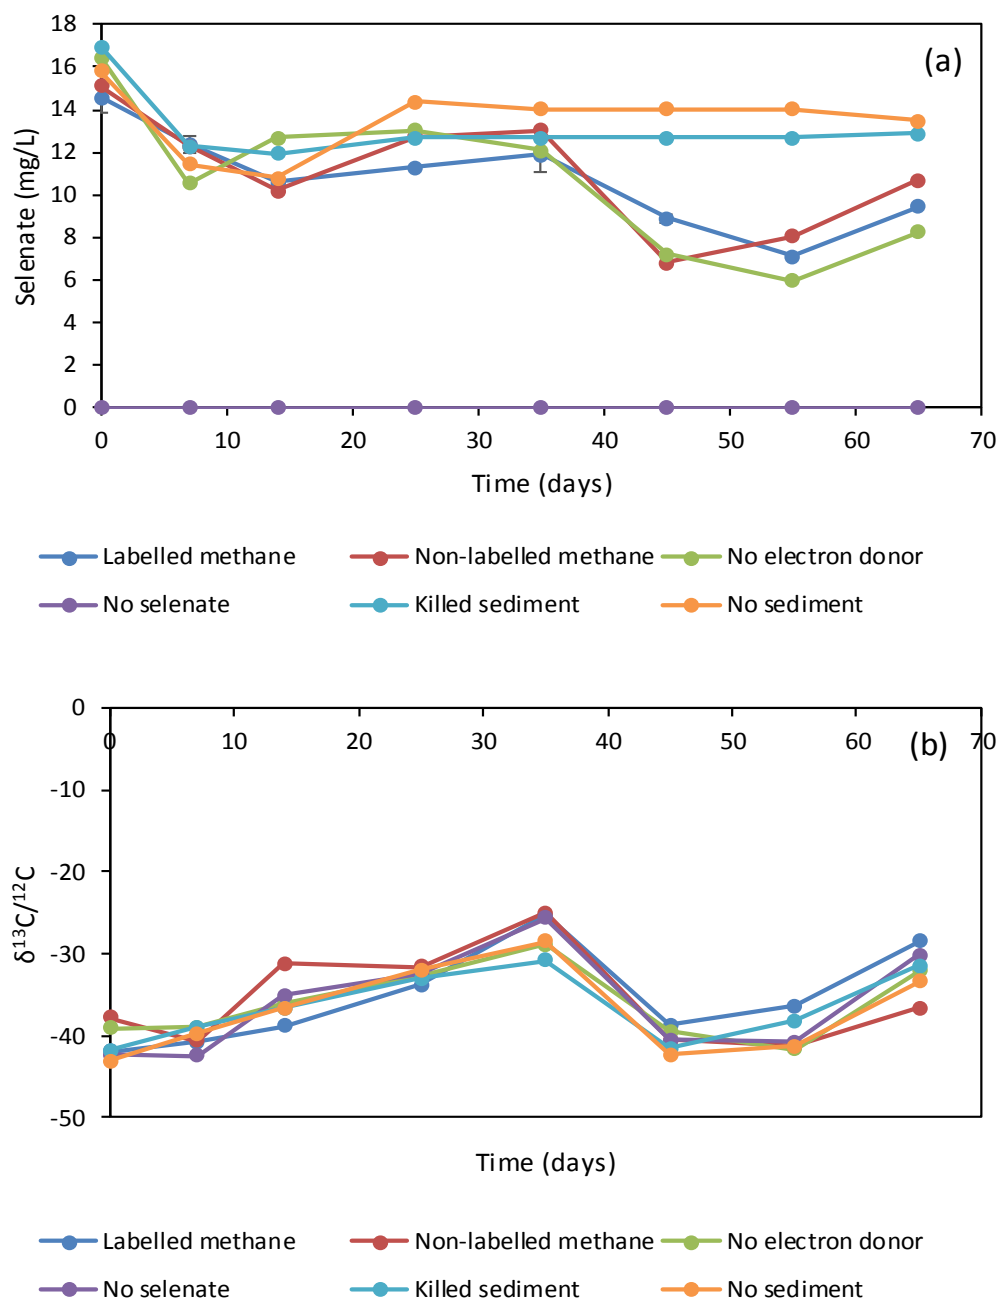 18
16
14
12
10
8
6
4
2
0
Selenate (mg/L)
(a)
0 10 20 30 40 50 60 70
Time (days)
Labelled methane Non-labelled methane No electron donor
No selenate Killed sediment No sediment
0
-10
-20
-30
-40
-50
δ¹³C/¹²C
0 10 20 30 40 50 60 70
(b)
Time (days)
Labelled methane Non-labelled methane No electron donor
No selenate Killed sediment No sediment